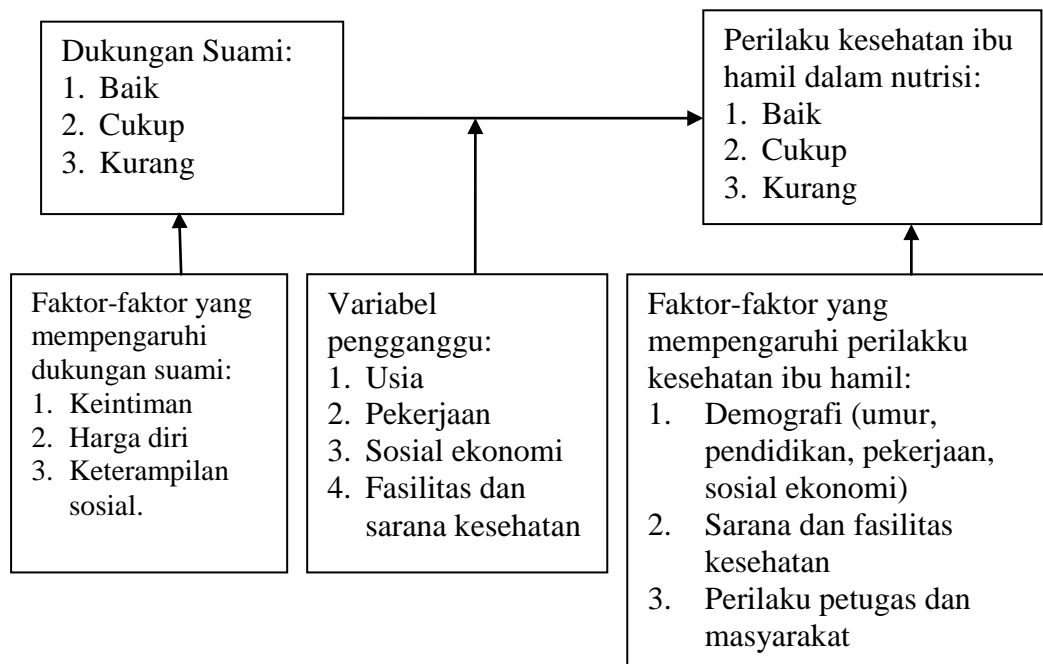 Dukungan Suami:
1. Baik
2. Cukup
3. Kurang
Perilaku kesehatan ibu
hamil dalam nutrisi:
1. Baik
2. Cukup
3. Kurang
Faktor-faktor yang
mempengaruhi
dukungan suami:
1. Keintiman
2. Harga diri
3. Keterampilan
sosial.
Variabel
pengganggu:
1. Usia
2. Pekerjaan
3. Sosial ekonomi
4. Fasilitas dan
sarana kesehatan
Faktor-faktor yang
mempengaruhi perilakku
kesehatan ibu hamil:
1. Demografi (umur,
pendidikan, pekerjaan,
sosial ekonomi)
2. Sarana dan fasilitas
kesehatan
3. Perilaku petugas dan
masyarakat